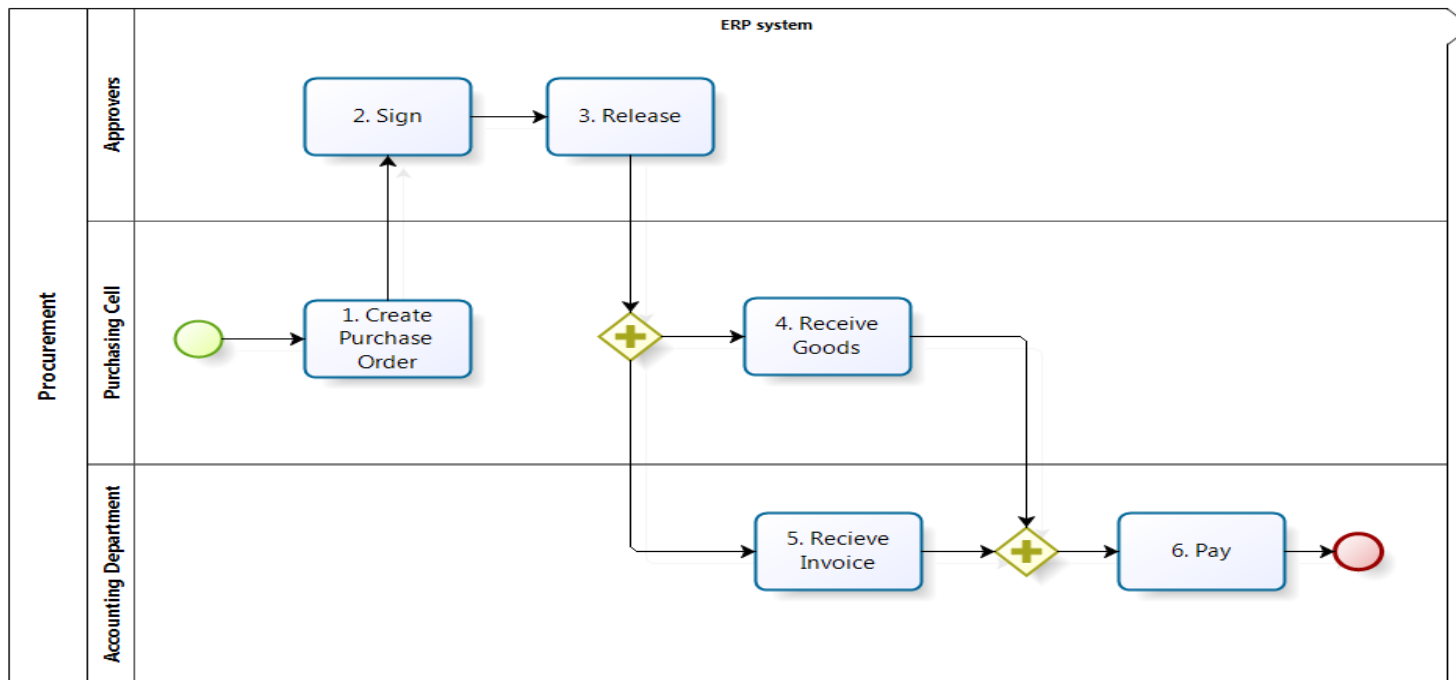 ERP system
Procurement
Approvers
2. Sign
3. Release
Purchasing Cell
1. Create
Purchase
Order
4. Receive
Goods
Accounting Department
5. Recieve
Invoice
6. Pay